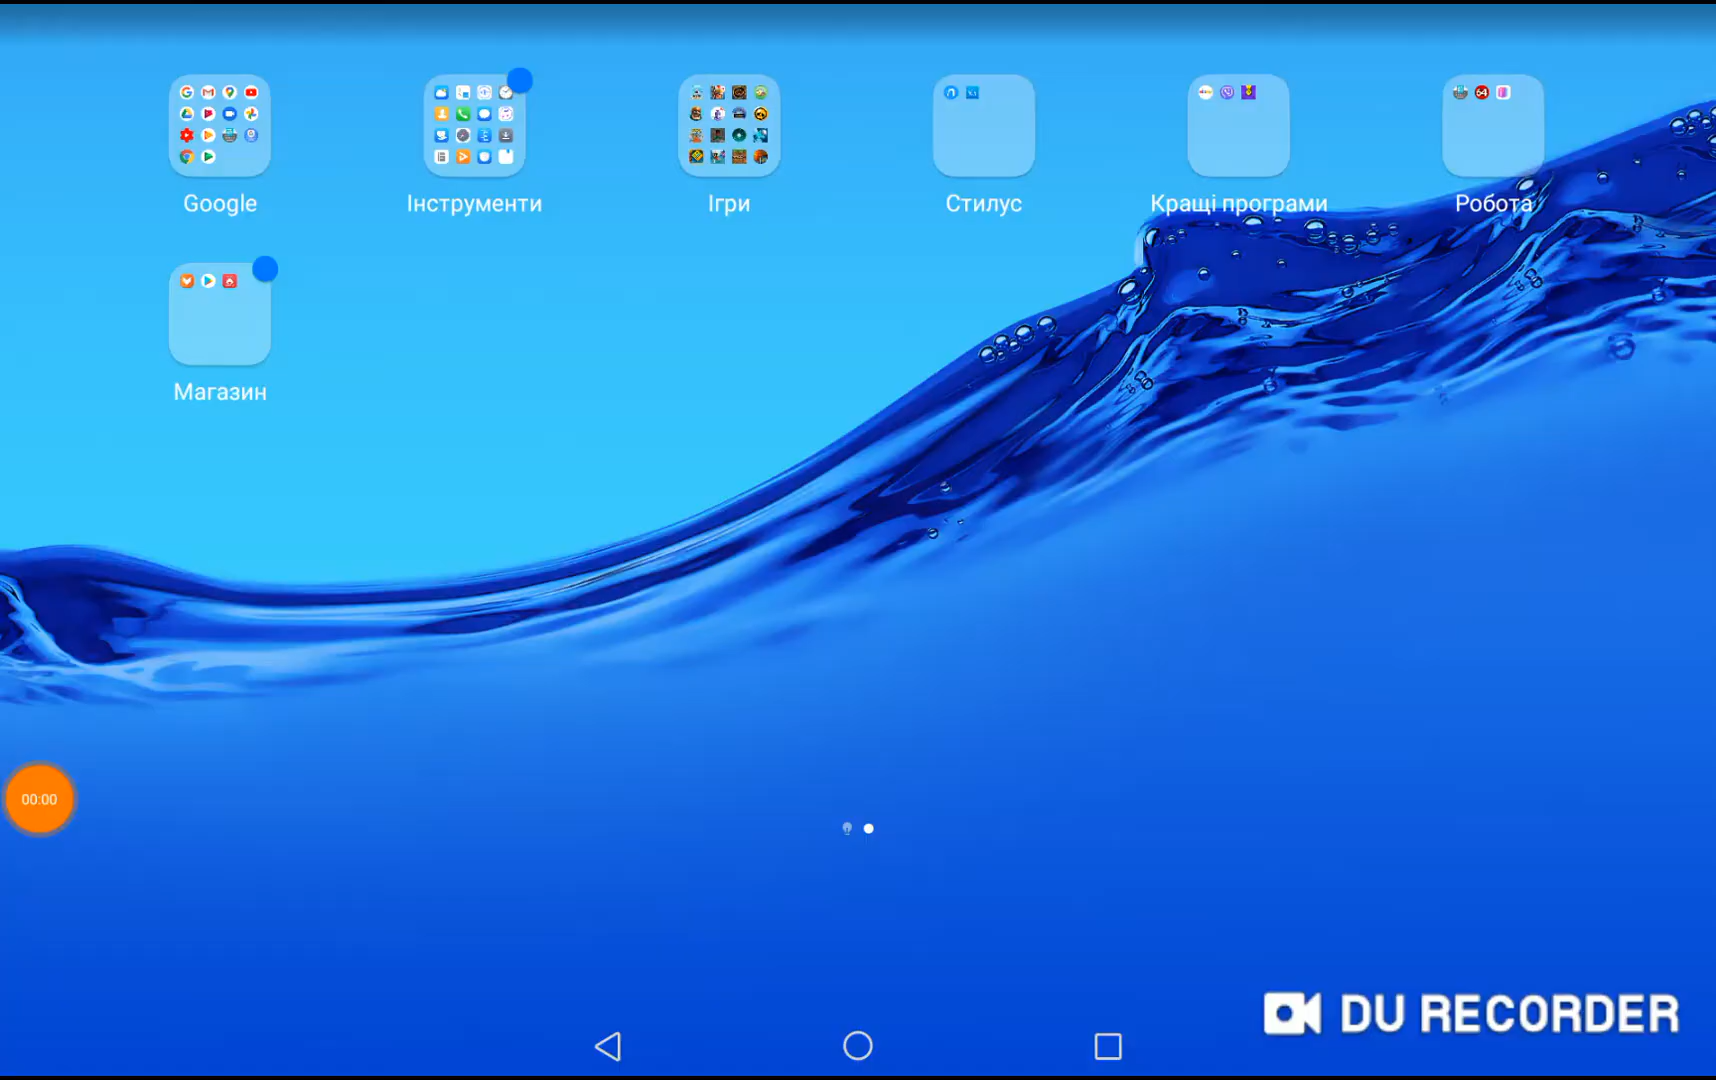 Google
Інструменти
Ігри
Стилус
Кращі програми
Робота
Магазин
00:00
DU RECORDER